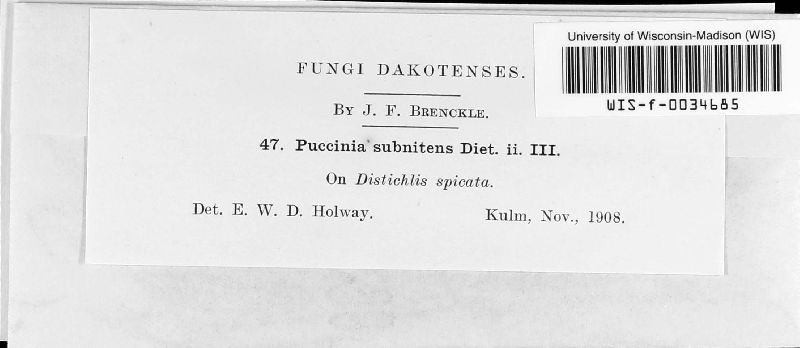 University of Wisconsin-Madison (WIS)
WIS-f-0034685
FUNGI DAKOTENSES.
By J. F. Brenckle.
47. Puccinia subnitens Diet. ii. III.
On Distichlis spicata.
Det. E. W. D. Holway.
Kulm, Nov., 1908.